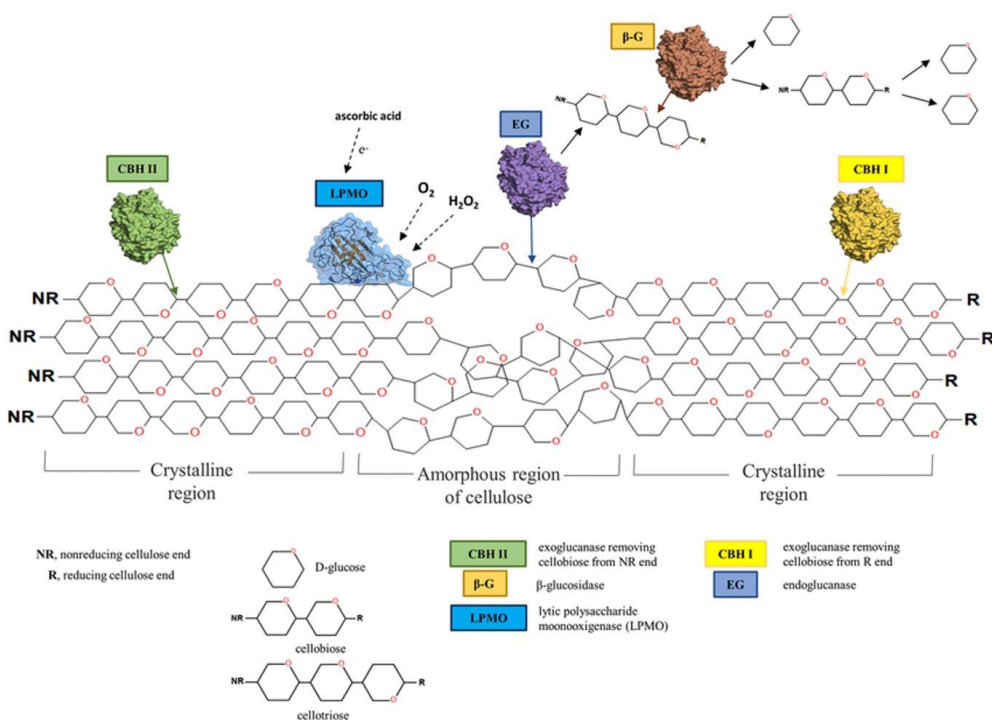 β-G
NR
R
NR
R
ascorbic acid
e-
EG
CBH II
LPMO
O2
H2O2
CBH I
NR
R
NR
R
NR
R
NR
R
Crystalline
region
Amorphous region
of cellulose
Crystalline
region
NR, nonreducing cellulose end
R, reducing cellulose end
D-glucose
NR
R
cellobiose
NR
R
cellotriose
CBH II
exoglucanase removing
cellobiose from NR end
β-G
β-glucosidase
LPMO
lytic polysaccharide
moonooxigenase (LPMO)
CBH I
exoglucanase removing
cellobiose from R end
EG
endoglucanase